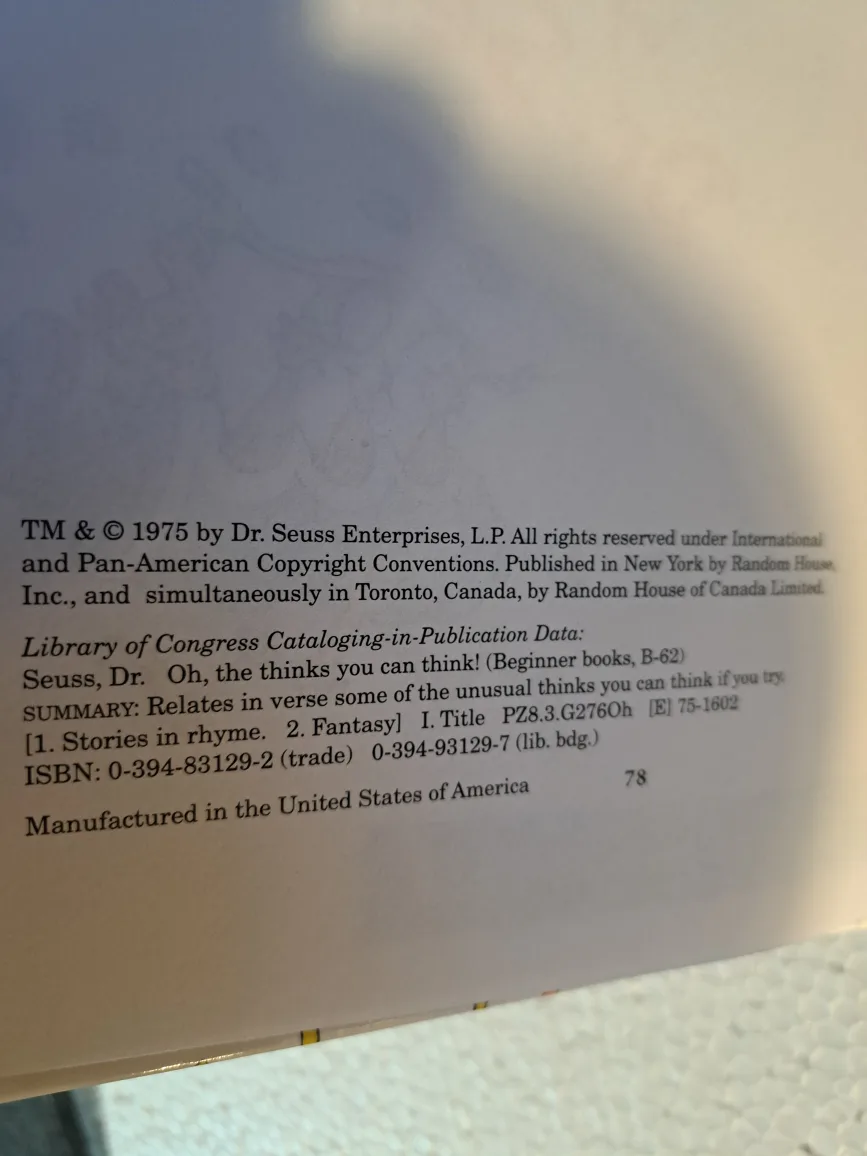 TM & © 1975 by Dr. Seuss Enterprises, L.P. All rights reserved under International
and Pan-American Copyright Conventions. Published in New York by Random House,
Inc., and simultaneously in Toronto, Canada, by Random House of Canada Limited.
Library of Congress Cataloging-in-Publication Data:
Seuss, Dr. Oh, the thinks you can think! (Beginner books, B-62)
SUMMARY: Relates in verse some of the unusual thinks you can think if you try.
[1. Stories in rhyme. 2. Fantasy] I. Title PZ8.3.G276Oh [E] 75-1602
ISBN: 0-394-83129-2 (trade) 0-394-93129-7 (lib. bdg.)
Manufactured in the United States of America 78